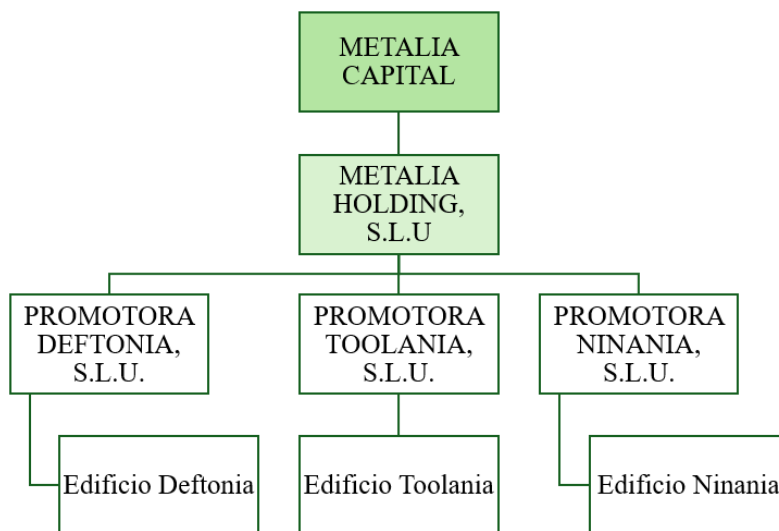 METALIA
CAPITAL
METALIA
HOLDING,
S.L.U
PROMOTORA
DEFTONIA,
S.L.U.
PROMOTORA
TOOLANIA,
S.L.U.
PROMOTORA
NINANIA,
S.L.U.
Edificio Deftonia
Edificio Toolania
Edificio Ninania